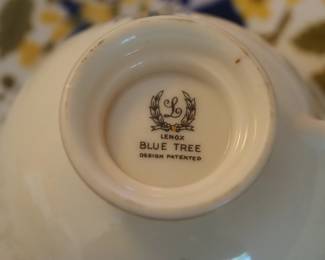 L
LENOX
BLUE TREE
DESIGN PATENTED